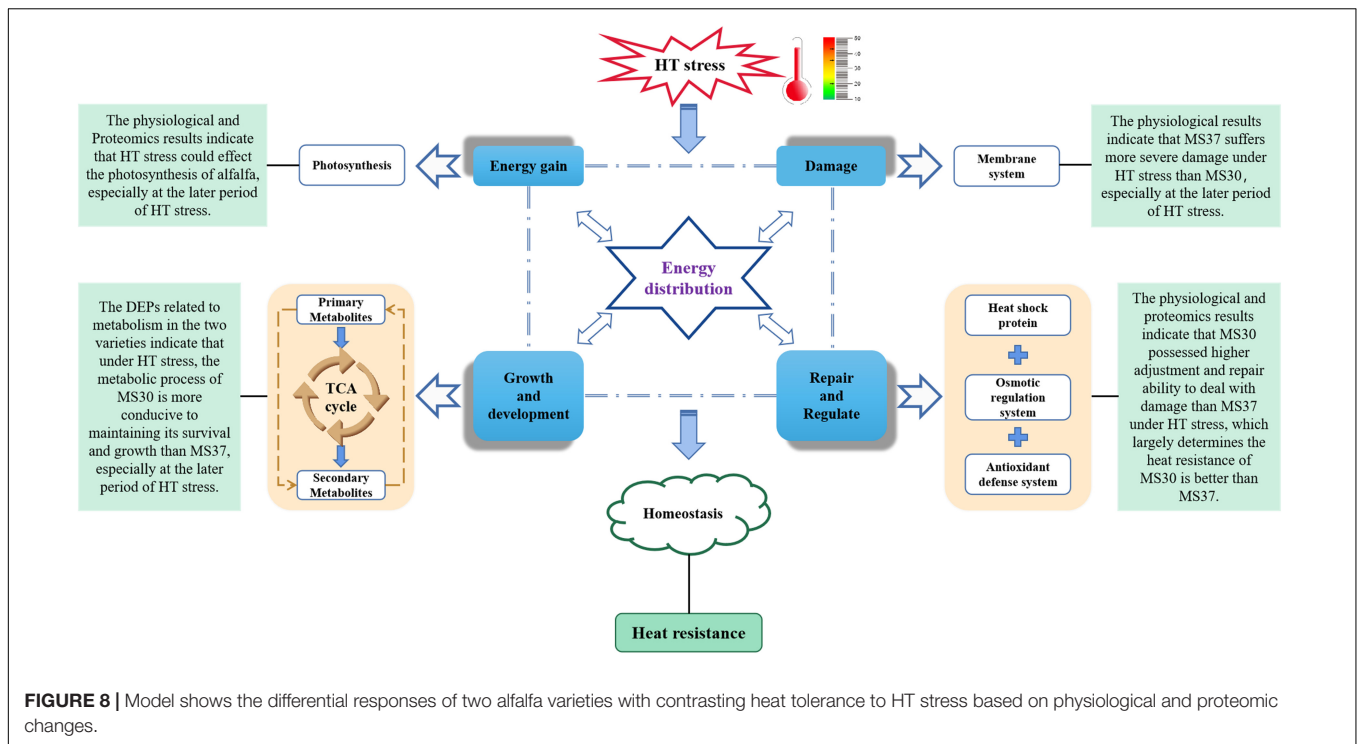 HT stress
50
40
30
20
10
The physiological and
Proteomics results indicate
that HT stress could effect
the photosynthesis of alfalfa,
especially at the later period
of HT stress.
Photosynthesis
Energy gain
Damage
Membrane
system
The physiological results
indicate that MS37 suffers
more severe damage under
HT stress than MS30,
especially at the later period
of HT stress.
Energy
distribution
The DEPs related to
metabolism in the two
varieties indicate that
under HT stress, the
metabolic process of
MS30 is more
conducive to
maintaining its survival
and growth than MS37,
especially at the later
period of HT stress.
Primary
Metabolites
TCA
cycle
Secondary
Metabolites
Growth
and
development
Repair
and
Regulate
Heat shock
protein
Osmotic
regulation
system
Antioxidant
defense system
The physiological and
proteomics results
indicate that MS30
possessed higher
adjustment and repair
ability to deal with
damage than MS37
under HT stress, which
largely determines the
heat resistance of
MS30 is better than
MS37.
Homeostasis
Heat resistance
FIGURE 8 | Model shows the differential responses of two alfalfa varieties with contrasting heat tolerance to HT stress based on physiological and proteomic
changes.